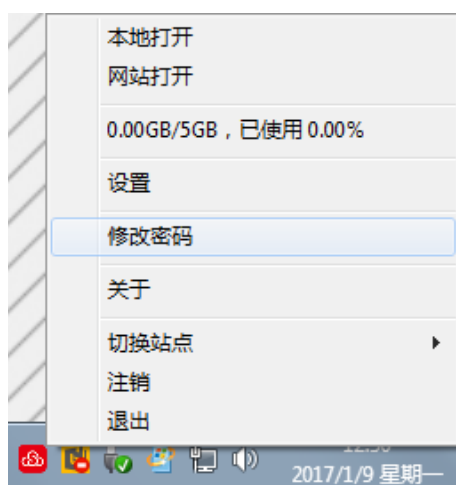 本地打开
网站打开
0.00GB/5GB，已使用 0.00%
设置
修改密码
关于
切换站点
注销
退出
2017/1/9 星期一